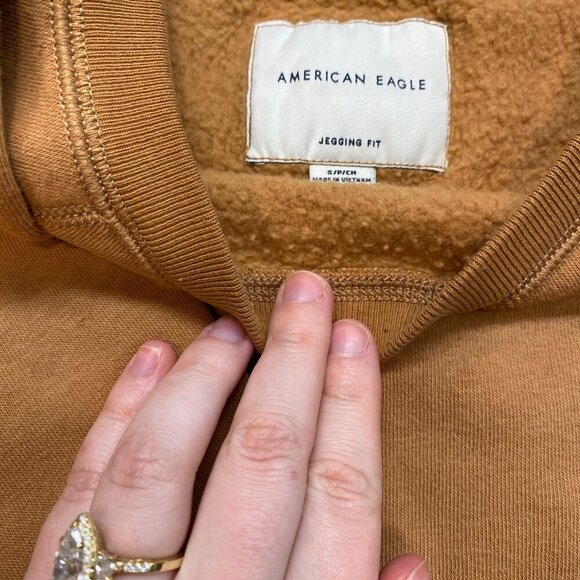 AMERICAN EAGLE
JEGGING FIT
S/P/CH
MADE IN VIETNAM